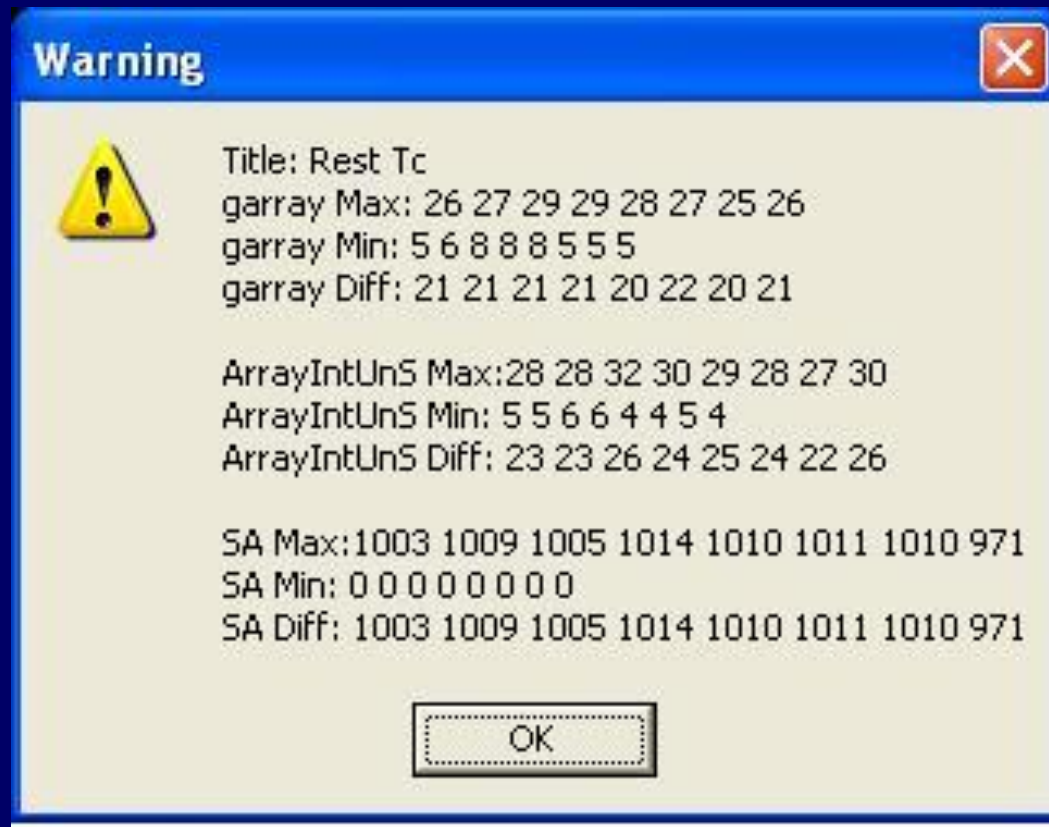 Warning
Title: Rest Tc
garray Max: 26 27 29 29 28 27 25 26
garray Min: 5 6 8 8 8 5 5 5
garray Diff: 21 21 21 21 20 22 20 21
ArrayIntUnS Max:28 28 32 30 29 28 27 30
ArrayIntUnS Min: 5 5 6 6 4 4 5 4
ArrayIntUnS Diff: 23 23 26 24 25 24 22 26
SA Max:1003 1009 1005 1014 1010 1011 1010 971
SA Min: 0 0 0 0 0 0 0 0
SA Diff: 1003 1009 1005 1014 1010 1011 1010 971
OK